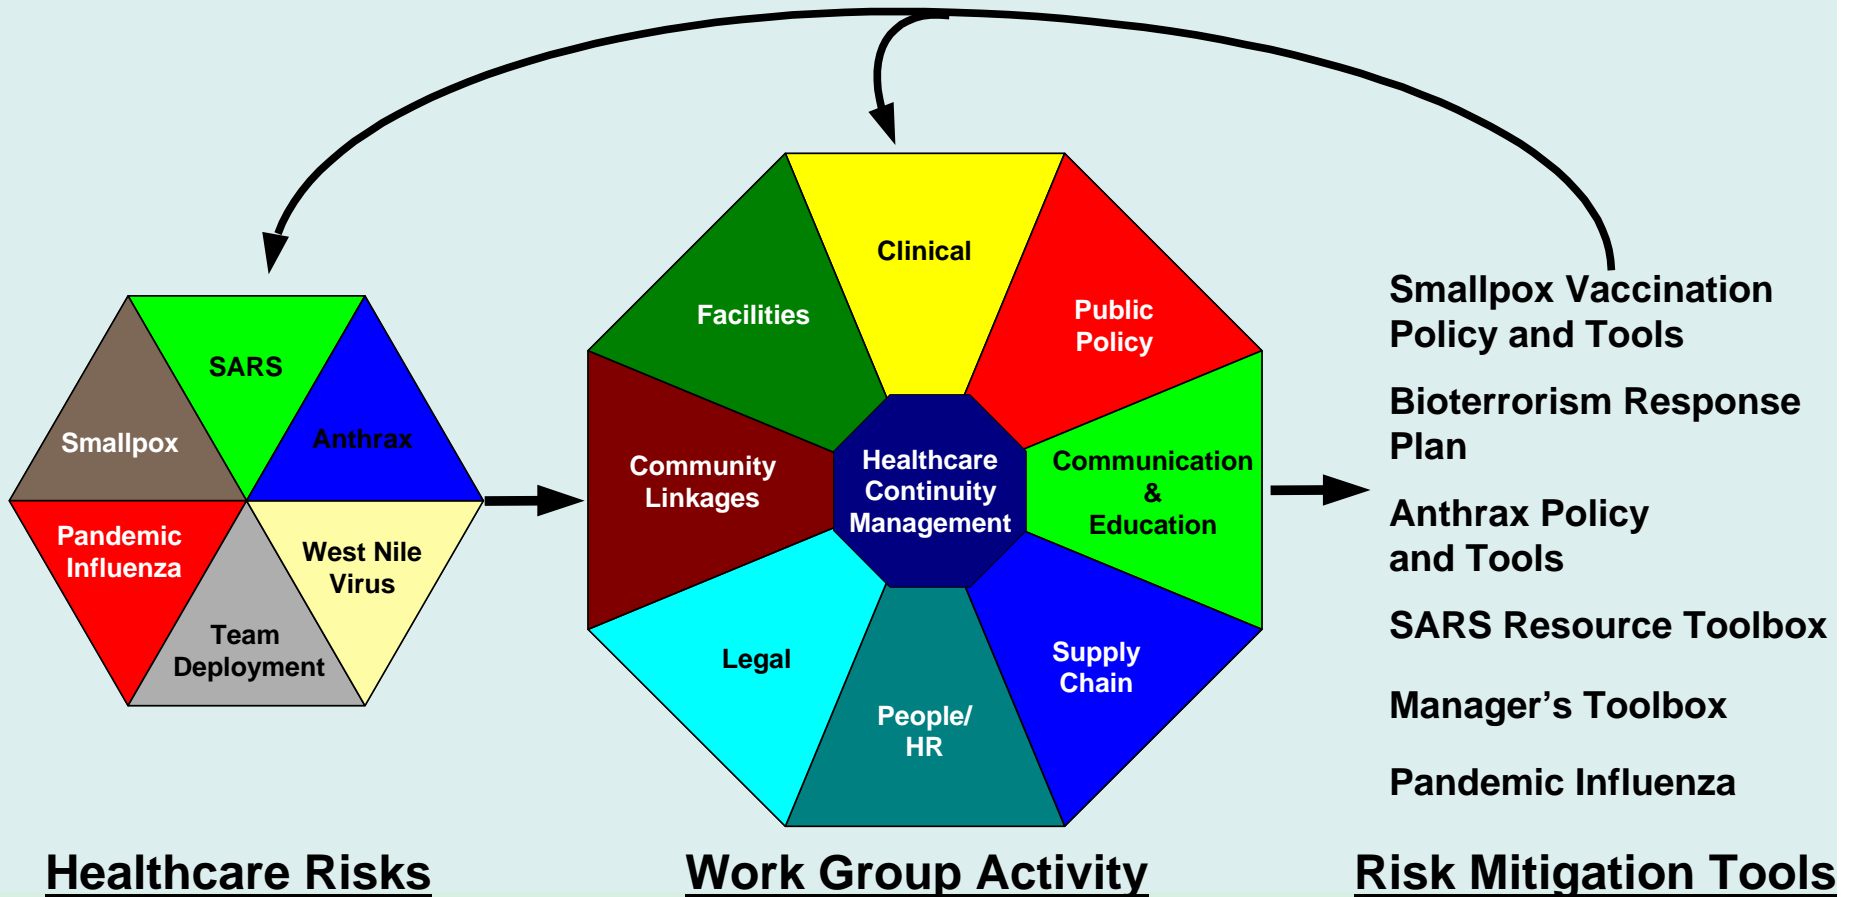 SARS
Anthrax
Smallpox
Pandemic
Influenza
West Nile
Virus
Team
Deployment
Healthcare Risks
Clinical
Facilities
Public
Policy
Community
Linkages
Healthcare
Continuity
Management
Communication
&
Education
Legal
Supply
Chain
People/
HR
Work Group Activity
Smallpox Vaccination
Policy and Tools
Bioterrorism Response
Plan
Anthrax Policy
and Tools
SARS Resource Toolbox
Manager’s Toolbox
Pandemic Influenza
Risk Mitigation Tools